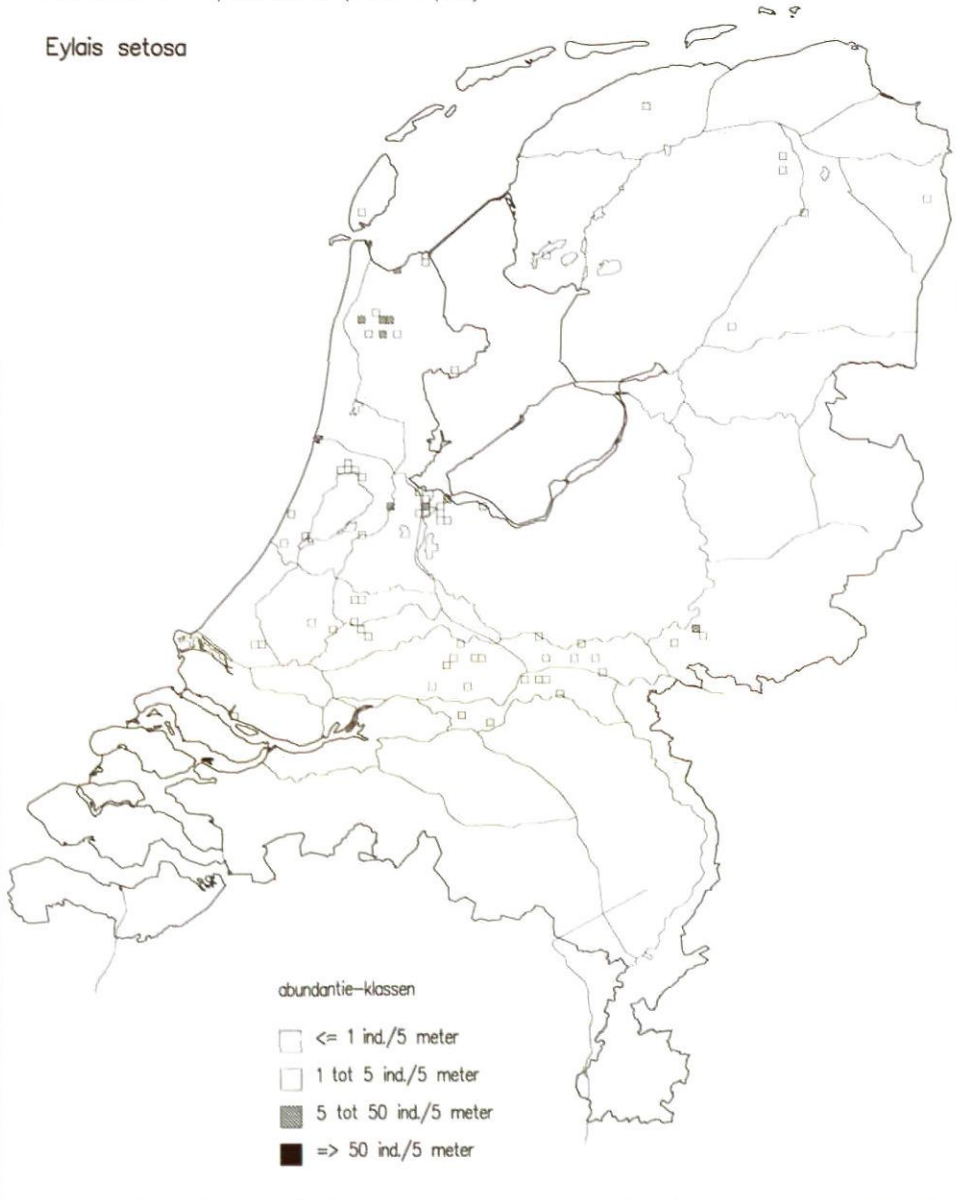 Eylais setosa
abundantie-klassen
<= 1 ind./5 meter
1 tot 5 ind./5 meter
5 tot 50 ind./5 meter
=> 50 ind./5 meter